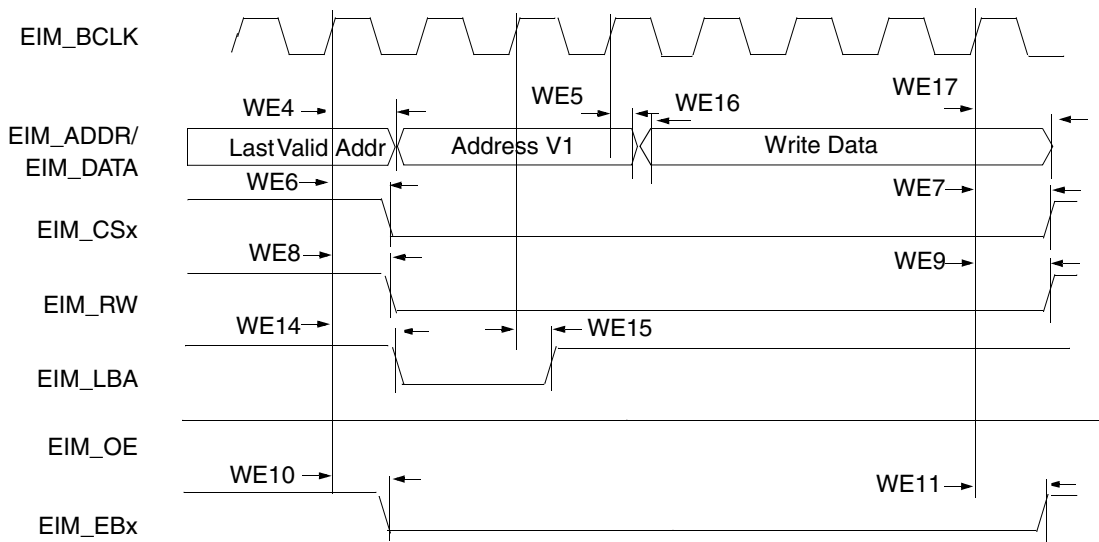 EIM_BCLK
WE4
WE5
WE16
WE17
EIM_ADDR/
EIM_DATA
Last Valid Addr
Address V1
Write Data
WE6
WE7
EIM_CSx
WE8
WE9
EIM_RW
WE14
WE15
EIM_LBA
EIM_OE
WE10
WE11
EIM_EBx